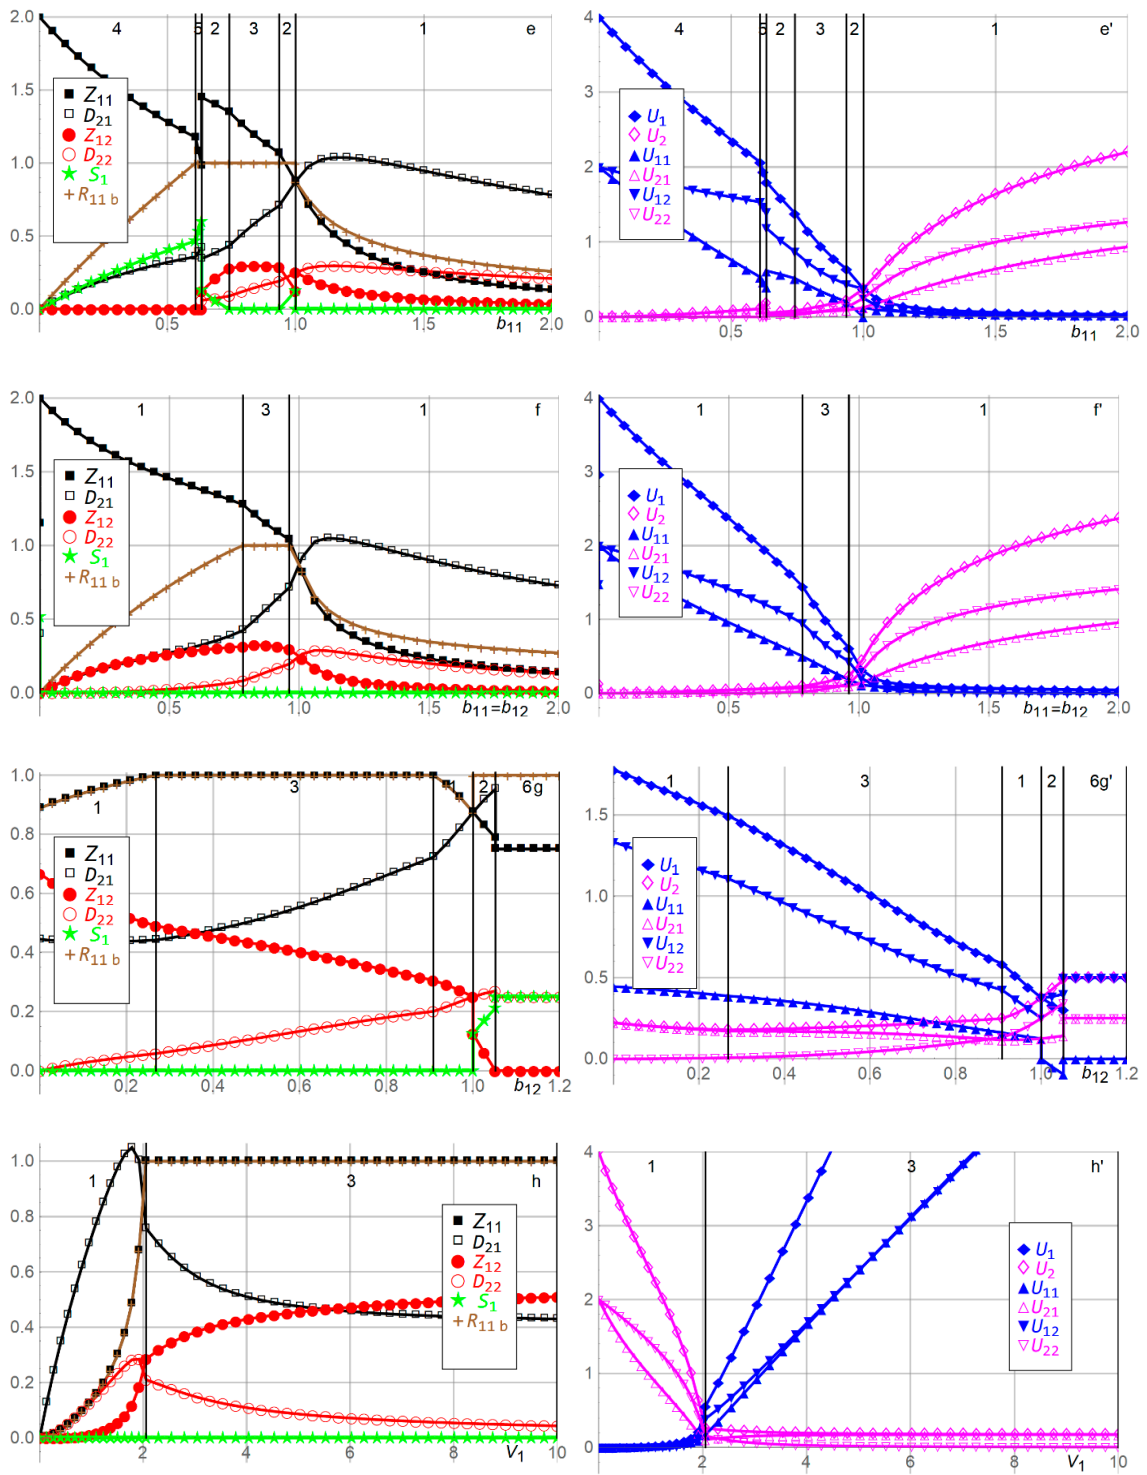 4 5 2 3 2 1 e
2.0
1.5
1.0
0.5
0.0
Z11
D21
Z12
D22
S1
R11 b
0.5 1.0 1.5 2.0
b11
4 5 2 3 2 1 e'
4
2
1
0
U1
U2
U11
U21
U12
U22
0.5 1.5 2.0
b11
1 3 1 f
2.0
1.5
1.0
0.5
0.0
Z11
D21
Z12
D22
S1
R11 b
0.5 1.0 1.5 2.0
b11=b12
1 3 1 f'
4
3
2
1
0
U1
U2
U11
U21
U12
U22
0.5 1.0 1.5 2.0
b11=b12
1 3 1 2 6g
1.0
0.8
0.6
0.4
0.2
0.0
Z11
D21
Z12
D22
S1
R11 b
0.2 0.4 0.6 0.8 1.0 1.2
b12
1 3 1 2 6g'
1.5
1.0
0.5
0.0
U1
U2
U11
U21
U12
U22
0.2 0.4 0.6 0.8 1.0 1.2
b12
1 3 h
1.0
0.8
0.6
0.4
0.2
0.0
Z11
D21
Z12
D22
S1
R11 b
2 4 6 8 10
V1
1 3 h'
4
3
2
1
0
U1
U2
U11
U21
U12
U22
2 4 6 8 10
V1